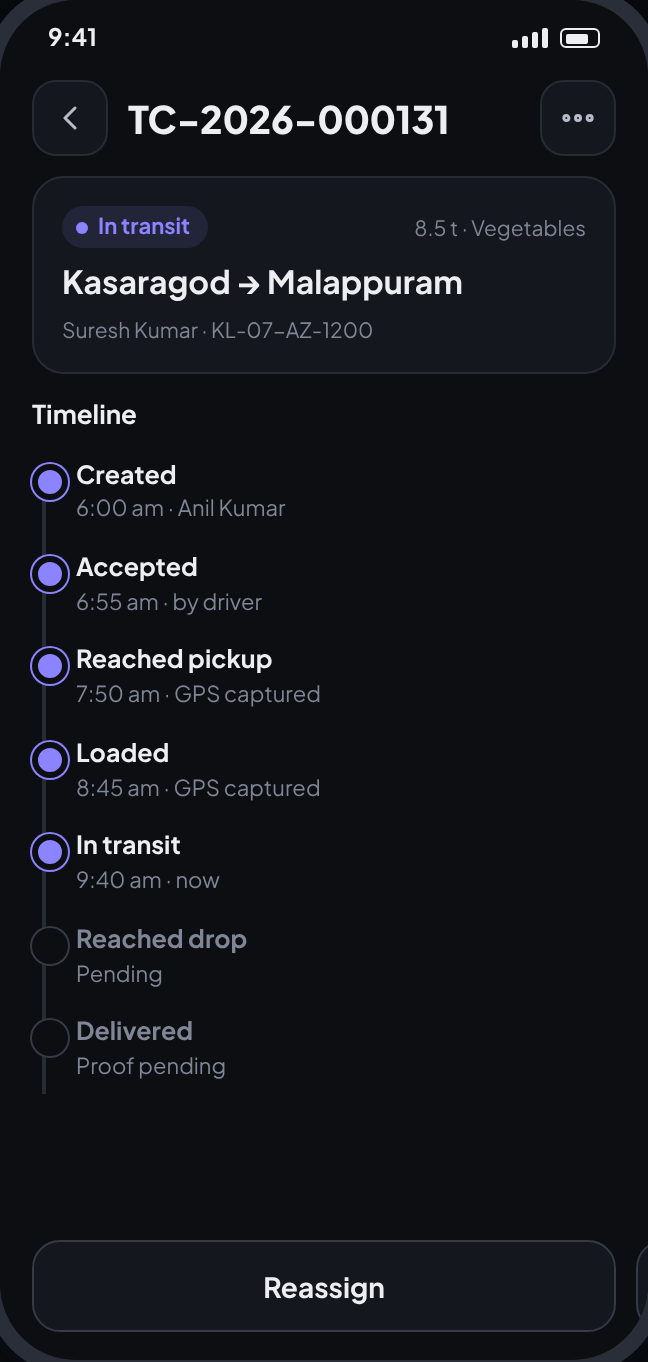 9:41
TC-2026-000131
In transit
8.5 t · Vegetables
Kasaragod → Malappuram
Suresh Kumar · KL-07-AZ-1200
Timeline
Created
6:00 am · Anil Kumar
Accepted
6:55 am · by driver
Reached pickup
7:50 am · GPS captured
Loaded
8:45 am · GPS captured
In transit
9:40 am · now
Reached drop
Pending
Delivered
Proof pending
Reassign